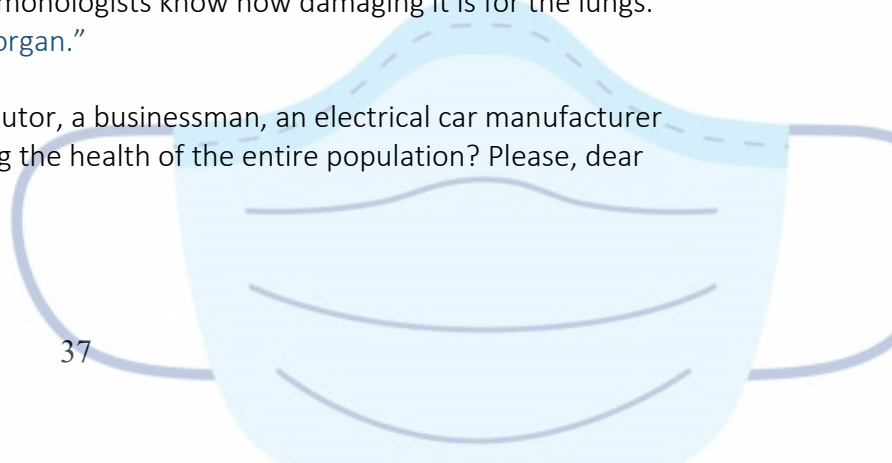 monologists know how damaging it is for the lungs.
organ.”
utor, a businessman, an electrical car manufacturer
g the health of the entire population? Please, dear
37